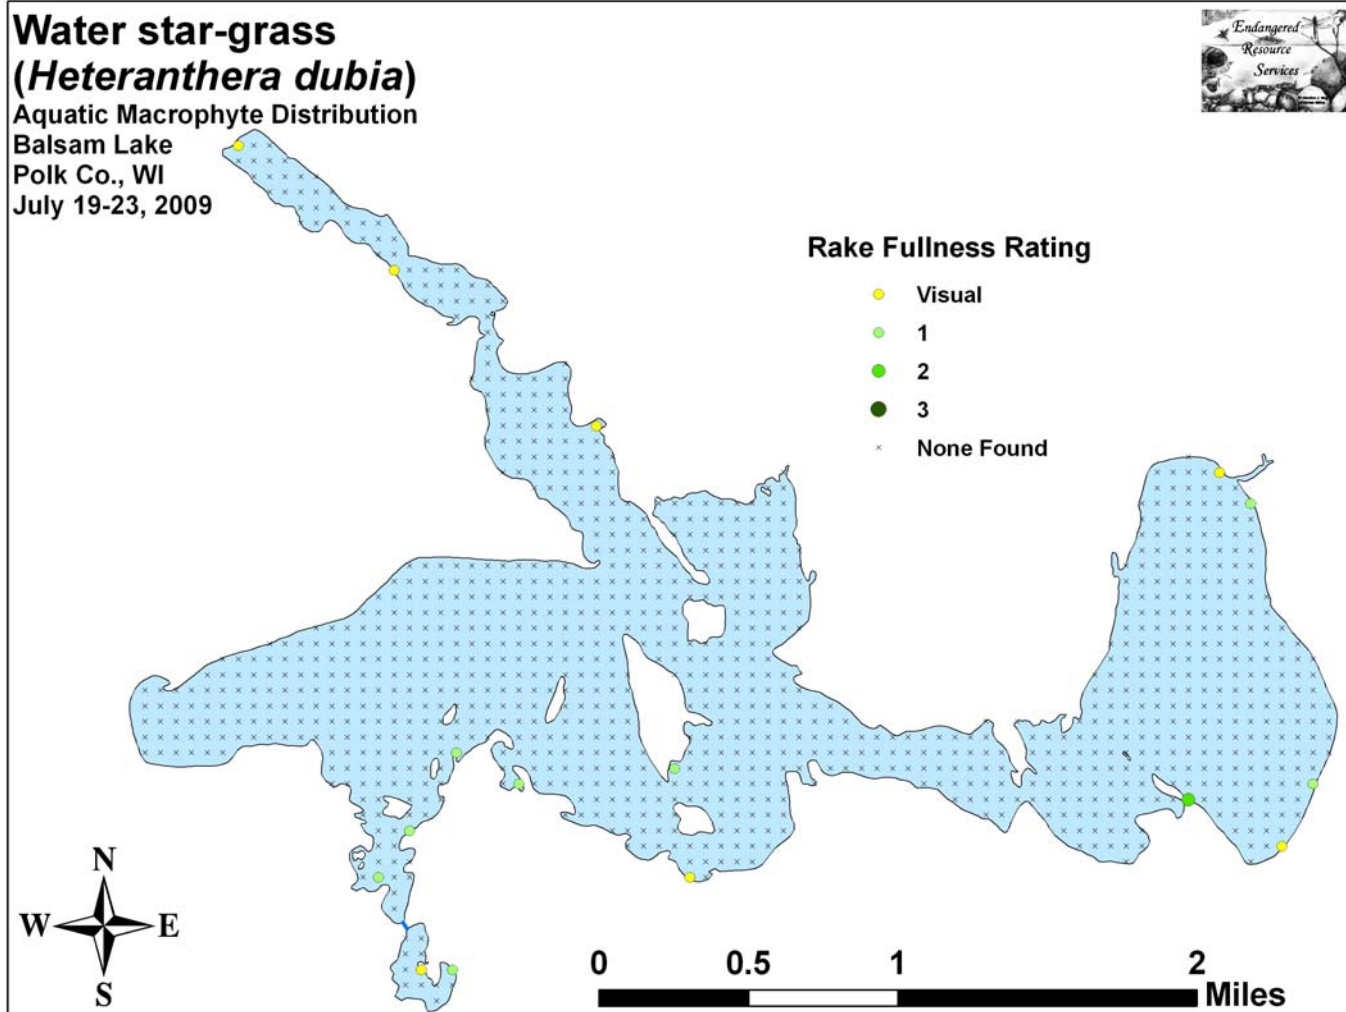 Water star-grass
(Heteranthera dubia)
Aquatic Macrophyte Distribution
Balsam Lake
Polk Co., WI
July 19-23, 2009
Endangered
Resource
Services
Rake Fullness Rating
Visual
1
2
3
None Found
N
W E
S
0 0.5 1 2
Miles